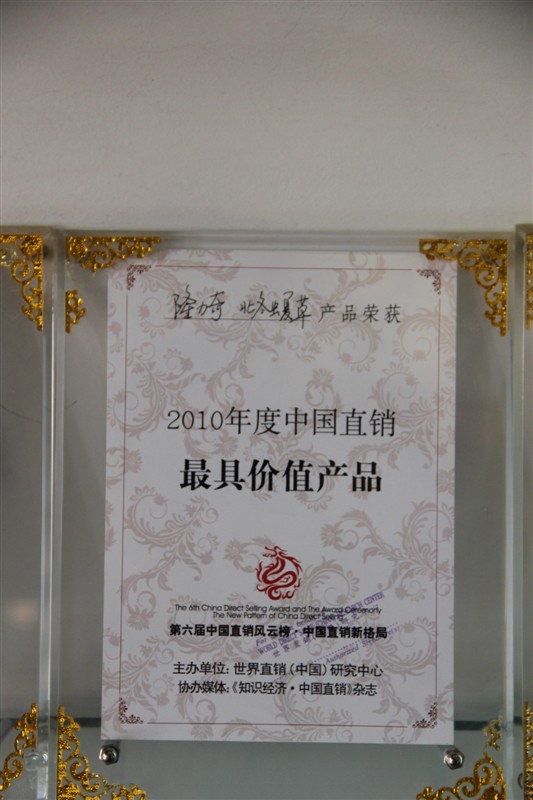 隆力奇 北冬虫夏草 产品荣获
2010年度中国直销
最具价值产品
The 6th China Direct Selling Award and The Award Ceremony
The New Pattern of China Direct Selling
第六届中国直销风云榜·中国直销新格局
主办单位：世界直销（中国）研究中心
协办媒体：《知识经济·中国直销》杂志